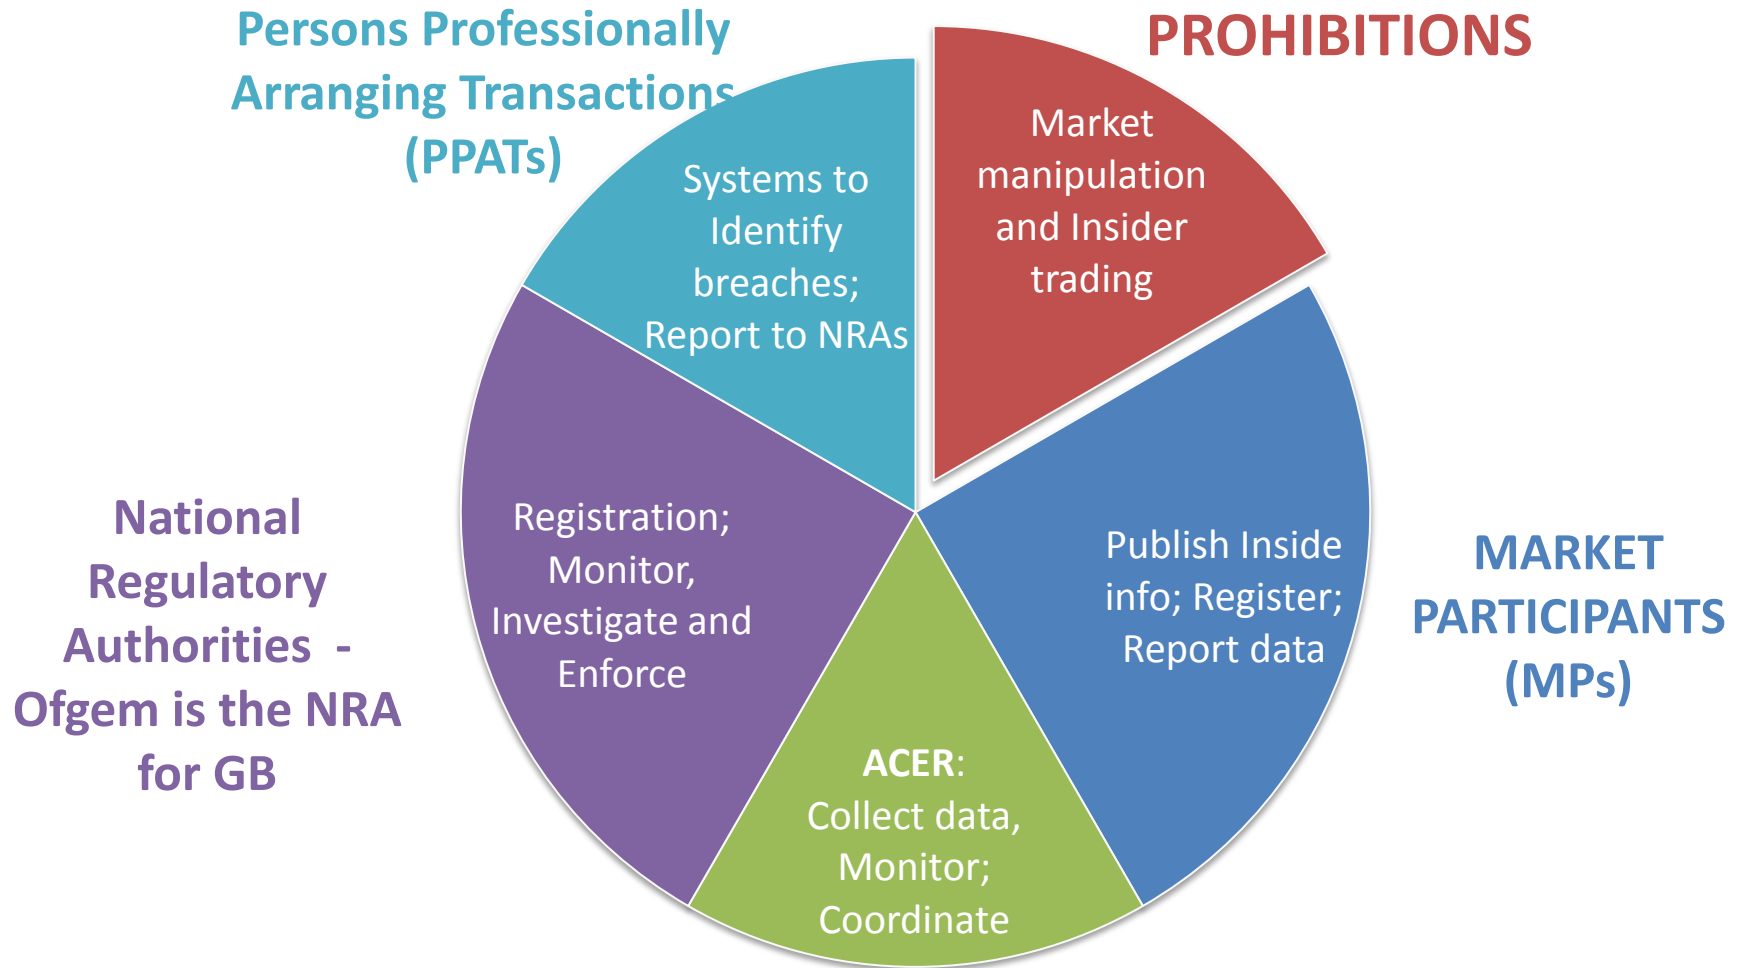 Persons Professionally
Arranging Transactions
(PPATs)
PROHIBITIONS
Market
manipulation
and Insider
trading
Systems to
Identify
breaches;
Report to NRAs
National
Regulatory
Authorities -
Ofgem is the NRA
for GB
Registration;
Monitor,
Investigate and
Enforce
Publish Inside
info; Register;
Report data
MARKET
PARTICIPANTS
(MPs)
ACER:
Collect data,
Monitor;
Coordinate